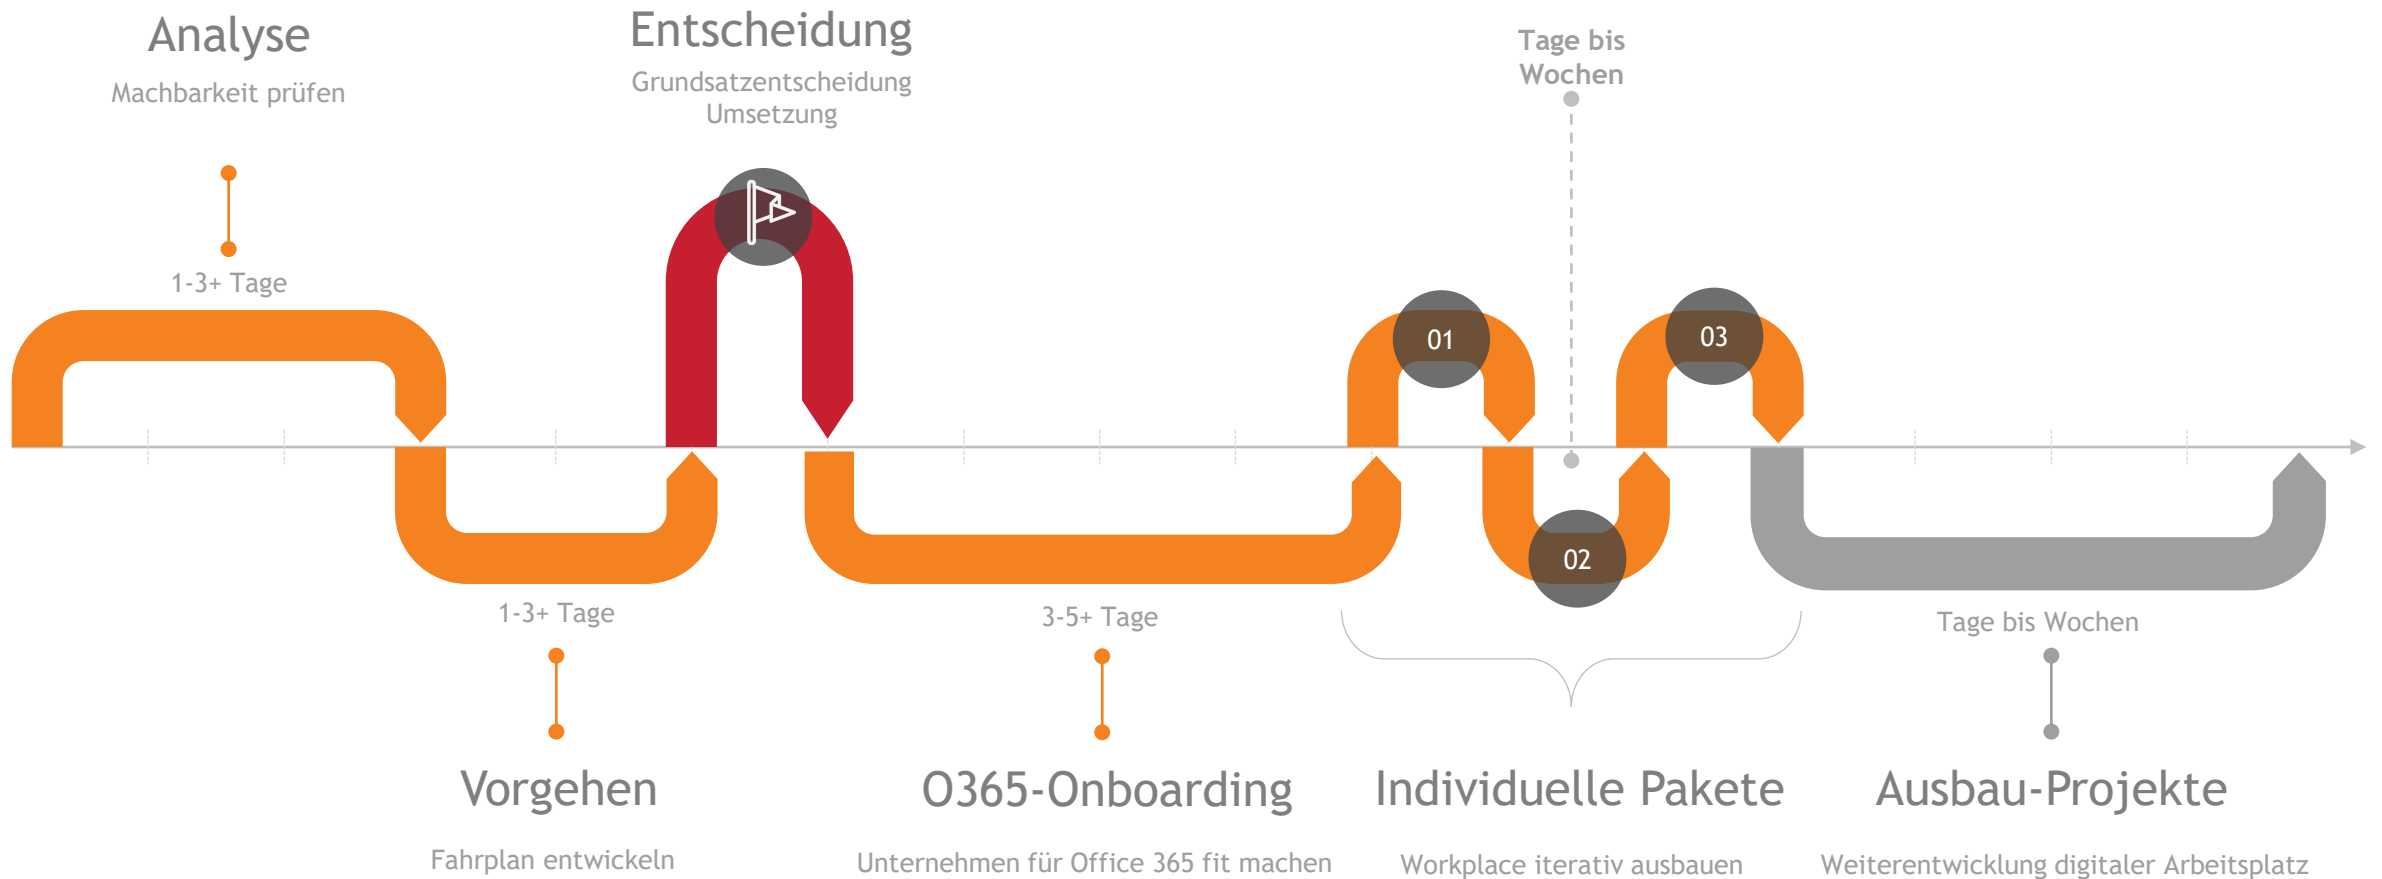 Analyse
Machbarkeit prüfen
1-3+ Tage
Entscheidung
Grundsatzentscheidung
Umsetzung
Tage bis
Wochen
01
02
03
1-3+ Tage
Vorgehen
Fahrplan entwickeln
3-5+ Tage
O365-Onboarding
Unternehmen für Office 365 fit machen
Individuelle Pakete
Workplace iterativ ausbauen
Tage bis Wochen
Ausbau-Projekte
Weiterentwicklung digitaler Arbeitsplatz